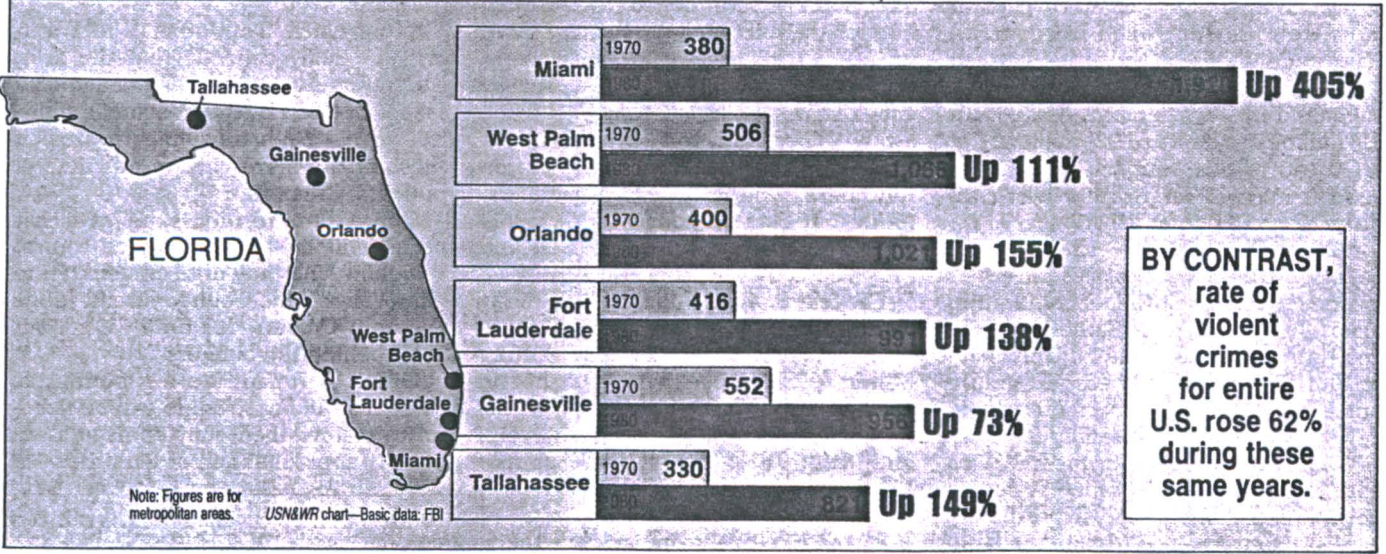 Tallahassee
Gainesville
Orlando
FLORIDA
West Palm
Beach
Fort
Lauderdale
Miami
Note: Figures are for
metropolitan areas.
USN&WR chart—Basic data: FBI
Miami
1970 380
Up 405%
West Palm
Beach
1970 506
Up 111%
Orlando
1970 400
Up 155%
Fort
Lauderdale
1970 416
Up 138%
Gainesville
1970 552
1980 956 Up 73%
Tallahassee
1970 330
Up 149%
BY CONTRAST,
rate of
violent
crimes
for entire
U.S. rose 62%
during these
same years.